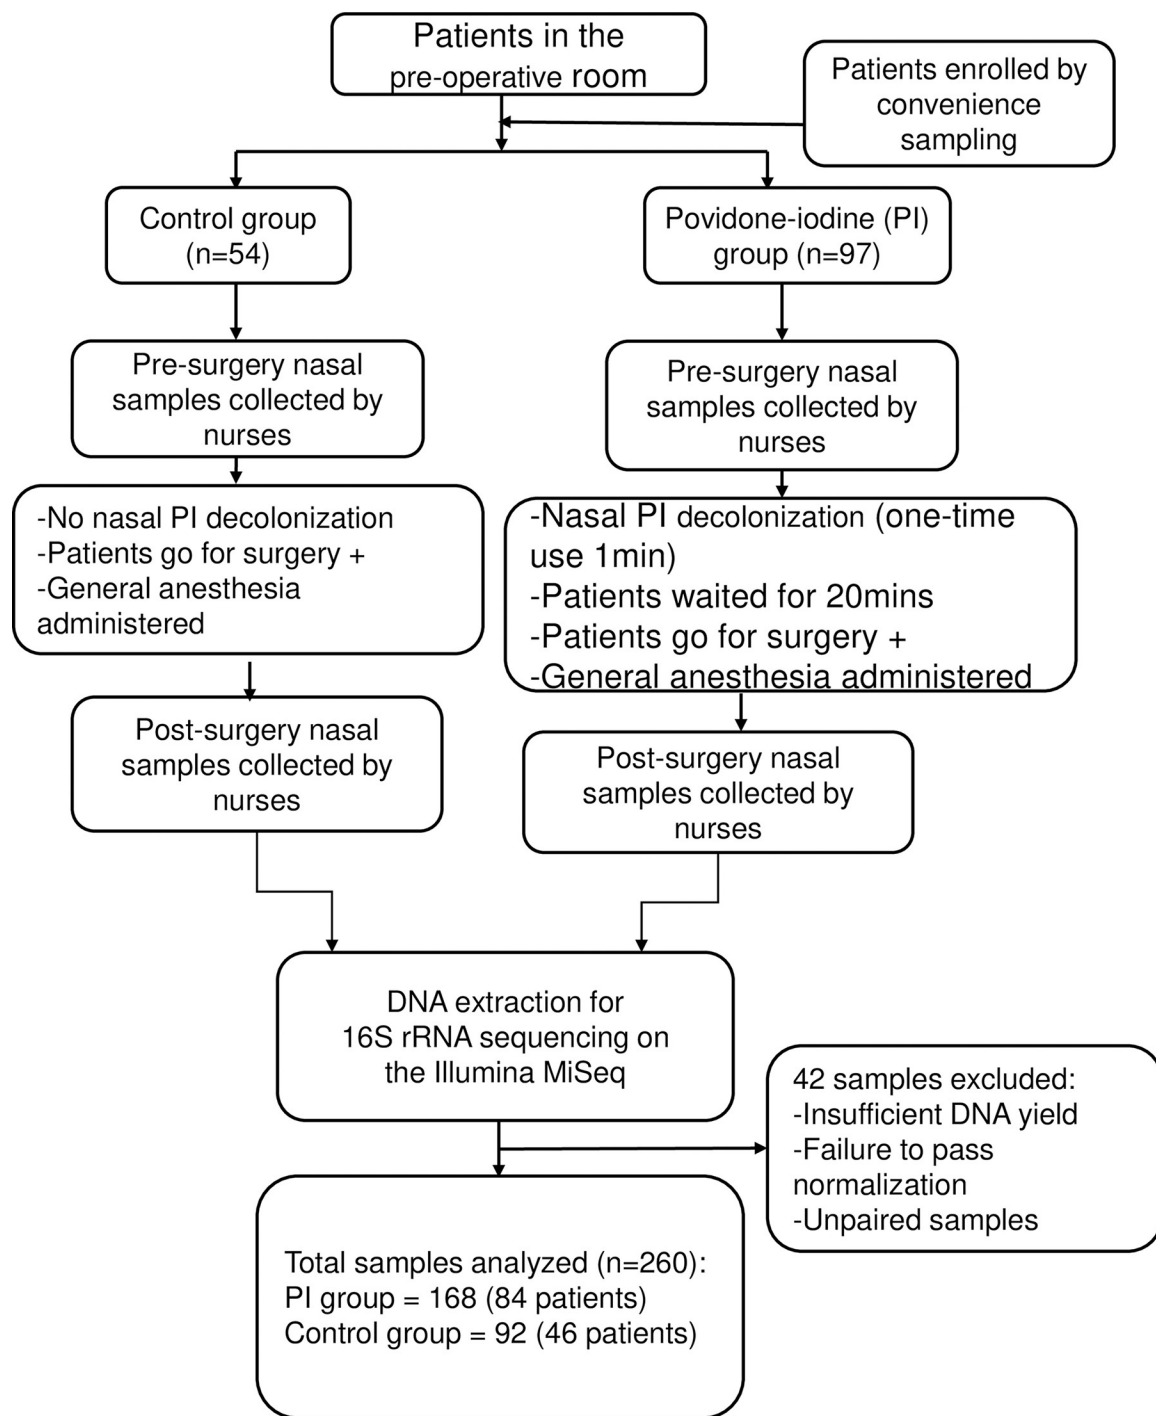 Patients in the
pre-operative room
Patients enrolled by
convenience
sampling
Control group
(n=54)
Povidone-iodine (PI)
group (n=97)
Pre-surgery nasal
samples collected by
nurses
Pre-surgery nasal
samples collected by
nurses
-No nasal PI decolonization
-Patients go for surgery +
-General anesthesia
administered
-Nasal PI decolonization (one-time
use 1min)
-Patients waited for 20mins
-Patients go for surgery +
-General anesthesia administered
Post-surgery nasal
samples collected by
nurses
Post-surgery nasal
samples collected by
nurses
DNA extraction for
16S rRNA sequencing on
the Illumina MiSeq
42 samples excluded:
-Insufficient DNA yield
-Failure to pass
normalization
-Unpaired samples
Total samples analyzed (n=260):
PI group = 168 (84 patients)
Control group = 92 (46 patients)